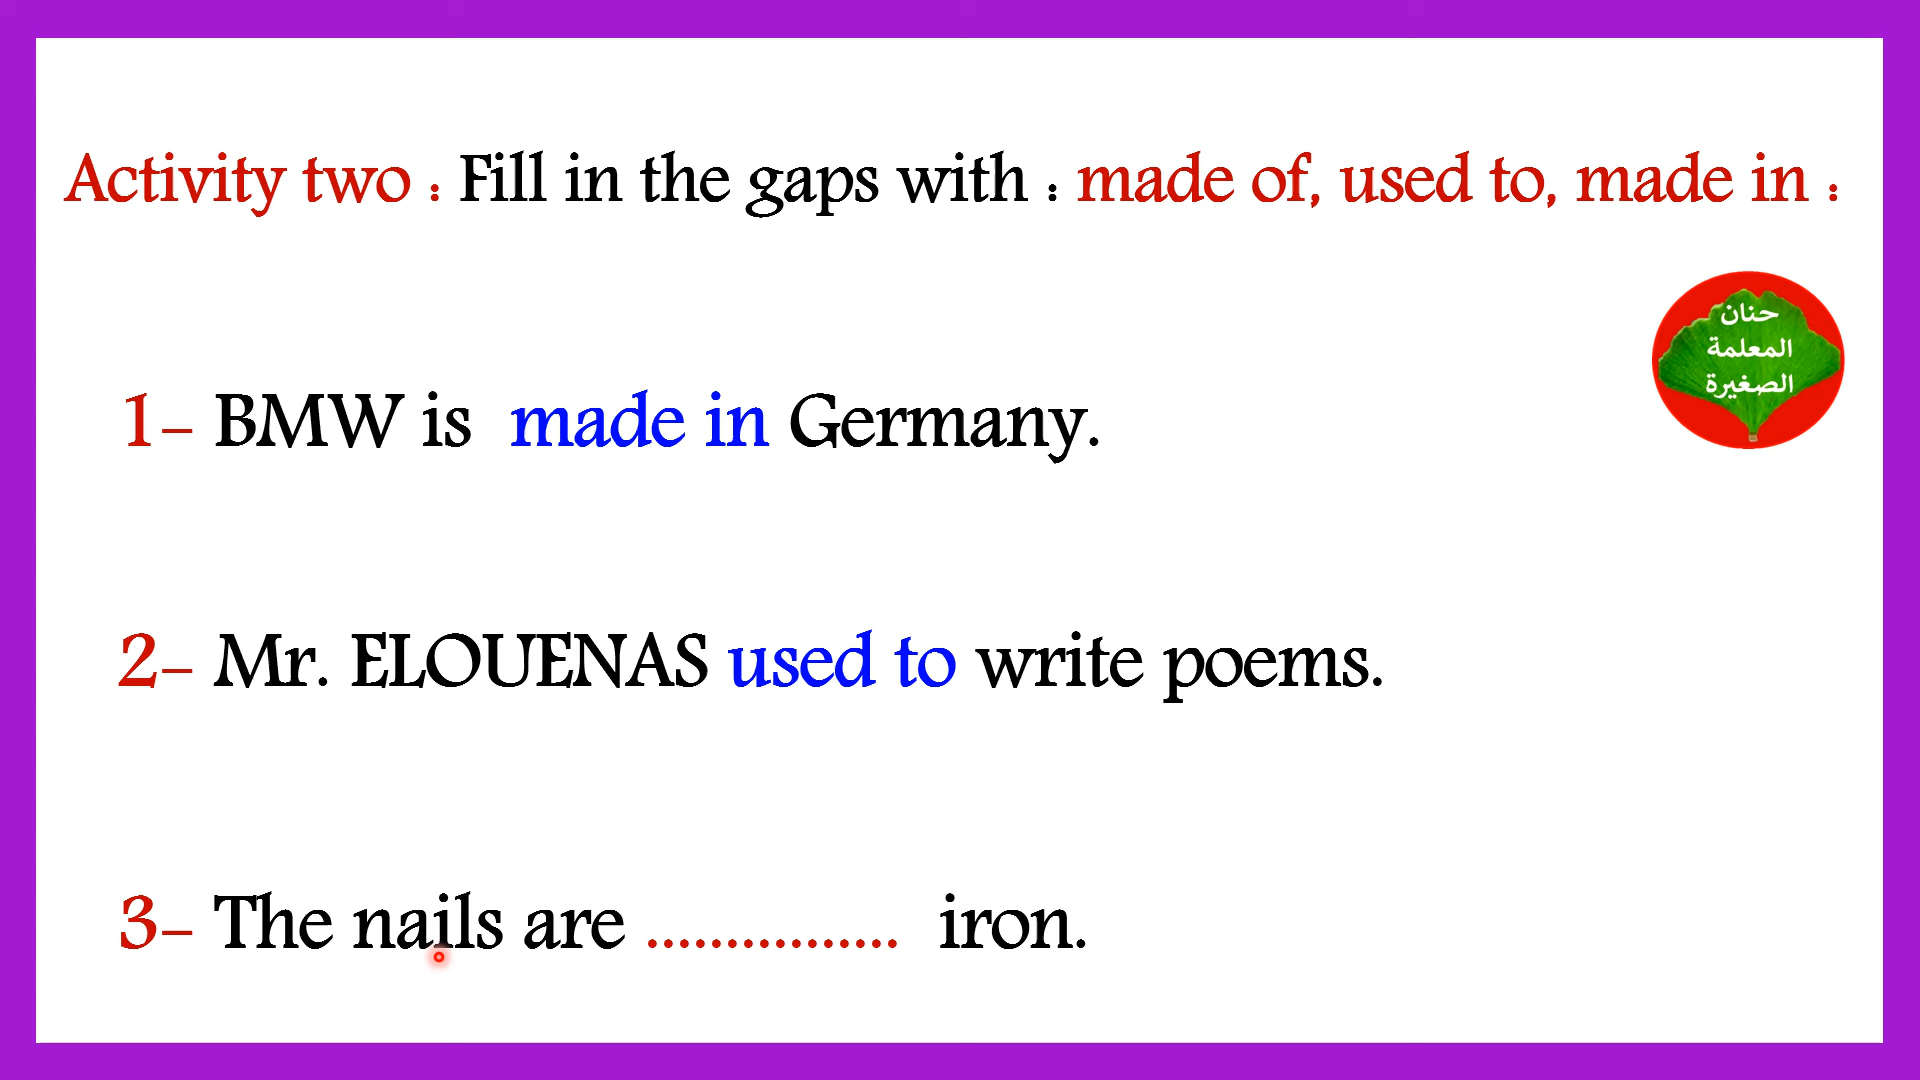 Activity two : Fill in the gaps with : made of, used to, made in :
حنان
المعلمة
الصغيرة
1- BMW is made in Germany.
2- Mr. ELOUENAS used to write poems.
3- The nails are ................ iron.